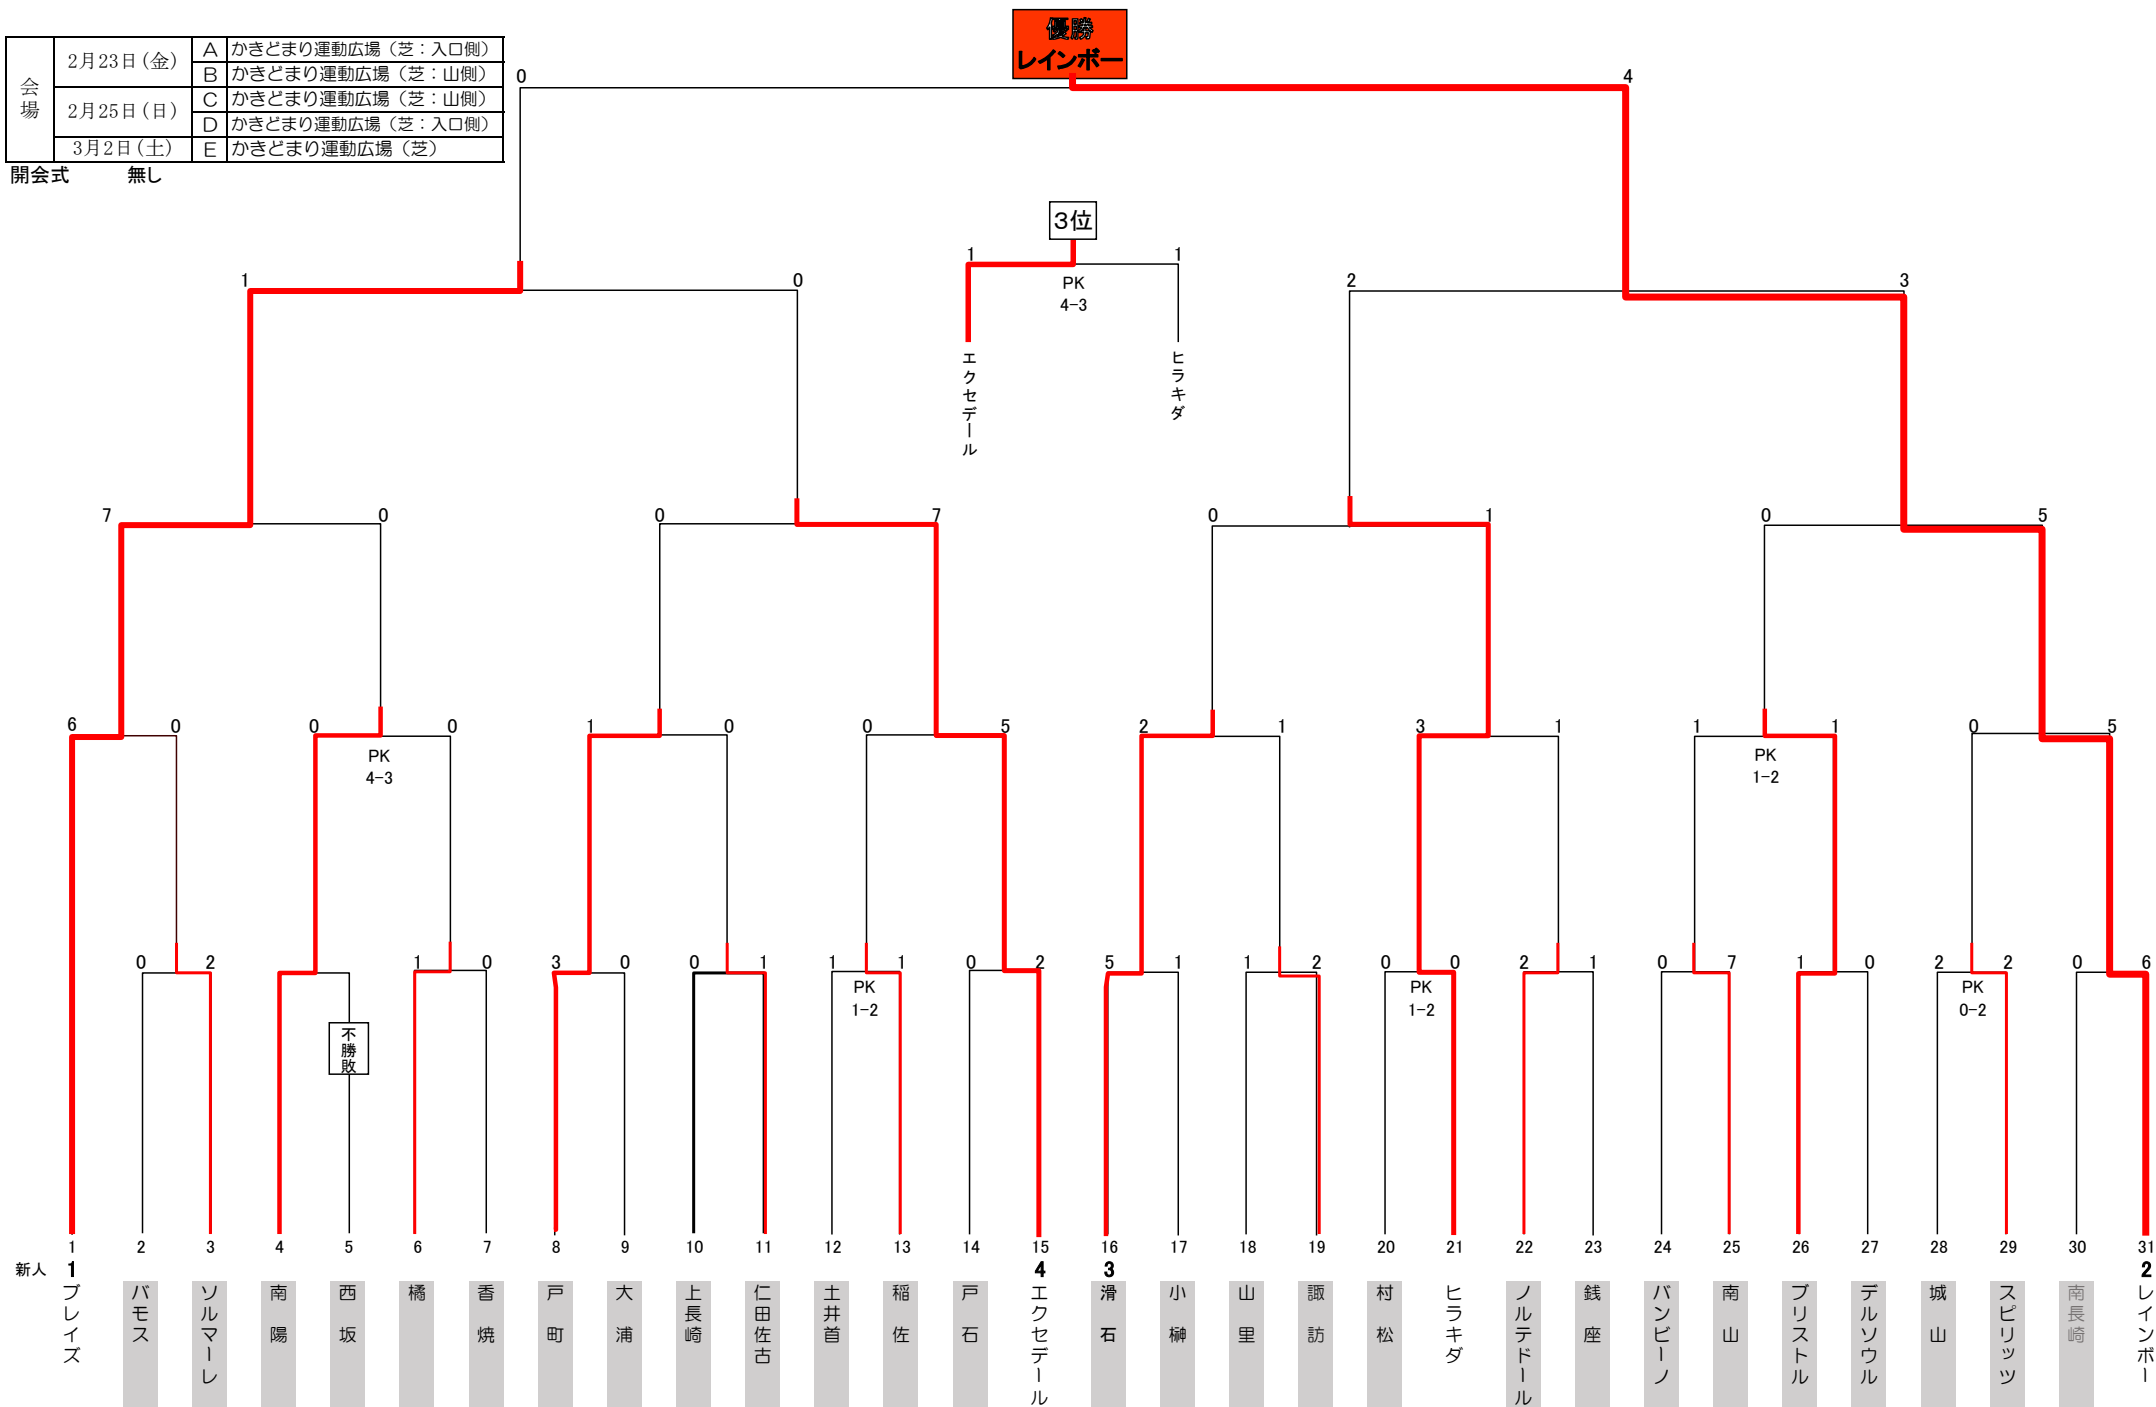 優勝
レインボー
会場
2月23日(金)
A かきどまり運動広場（芝：入口側）
B かきどまり運動広場（芝：山側）
2月25日(日)
C かきどまり運動広場（芝：山側）
D かきどまり運動広場（芝：入口側）
3月2日(土)
E かきどまり運動広場（芝）
開会式 無し
0 4
3位
1 1
PK
4-3
エクセデール
ヒラキダ
1 0 2 3
7 0 0 7 0 1 0 5
6 0 0 0 1 0 0 5 2 1 3 1 1 1 0 5
PK
4-3
PK
1-2
0 2 1 0 3 0 0 1 1 1 0 2 5 1 1 2 0 0 2 1 0 7 1 0 2 2 0 6
PK
1-2
PK
1-2
PK
0-2
不勝敗
1 2 3 4 5 6 7 8 9 10 11 12 13 14 15 16 17 18 19 20 21 22 23 24 25 26 27 28 29 30 31
新人 1 4 3 2
ブレイズ
バモス
ソルマーレ
南陽
西坂
橘
香焼
戸町
大浦
上長崎
仁田佐古
土井首
稲佐
戸石
エクセデール
滑石
小榊
山里
諏訪
村松
ヒラキダ
ノルテドール
銭座
バンビーノ
南山
ブリストル
デルソウル
城山
スピリッツ
南長崎
レインボー